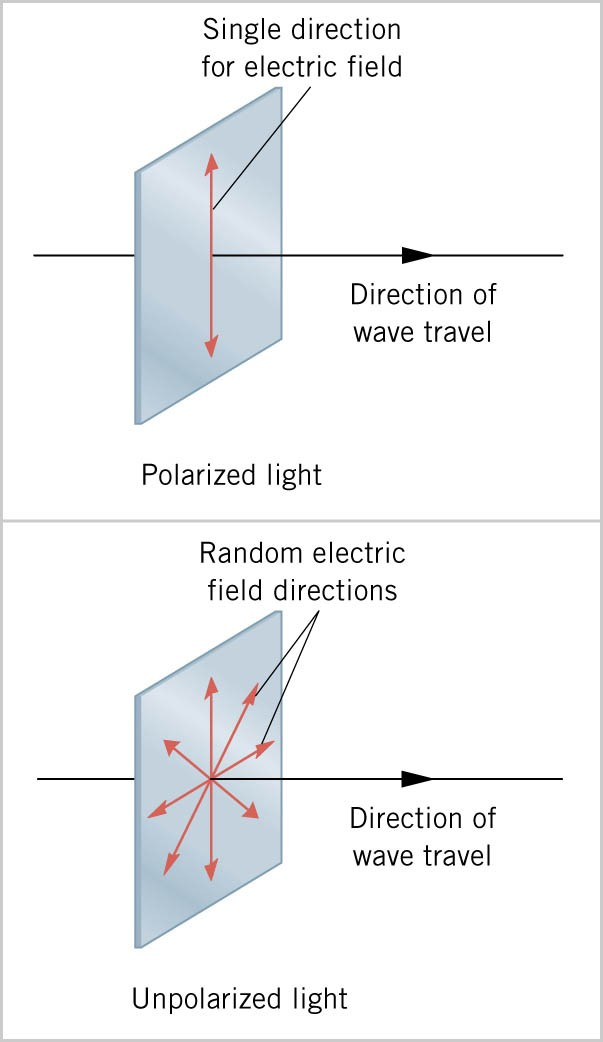 Single direction
for electric field
Direction of
wave travel
Polarized light
Random electric
field directions
Direction of
wave travel
Unpolarized light